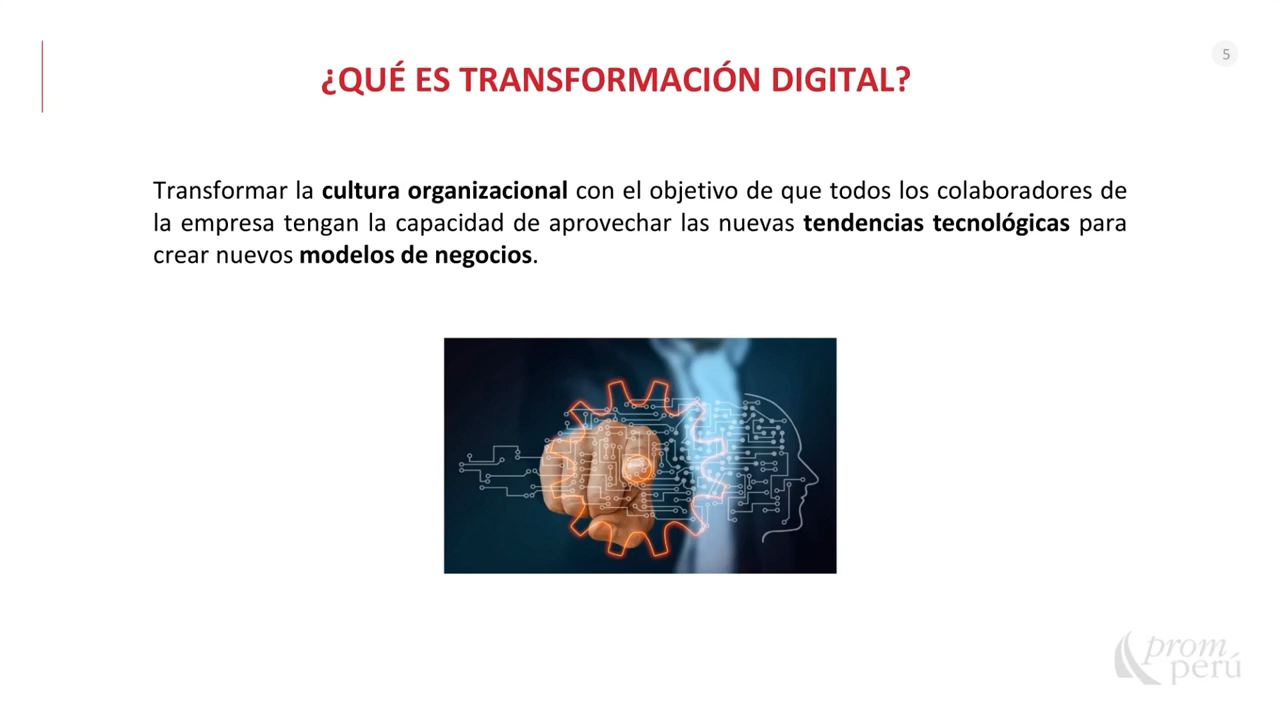 5
¿QUÉ ES TRANSFORMACIÓN DIGITAL?
Transformar la cultura organizacional con el objetivo de que todos los colaboradores de
la empresa tengan la capacidad de aprovechar las nuevas tendencias tecnológicas para
crear nuevos modelos de negocios.
prom
perú